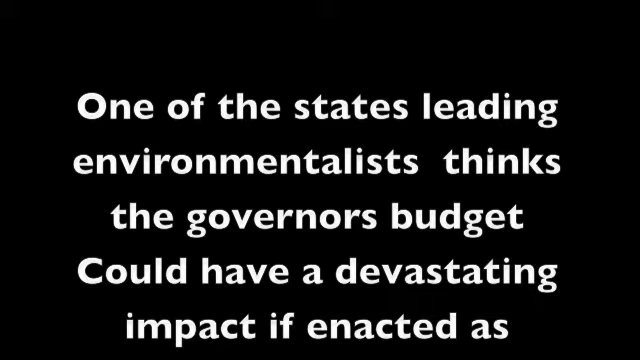 One of the states leading
environmentalists  thinks
the governors budget
Could have a devastating
impact if enacted as